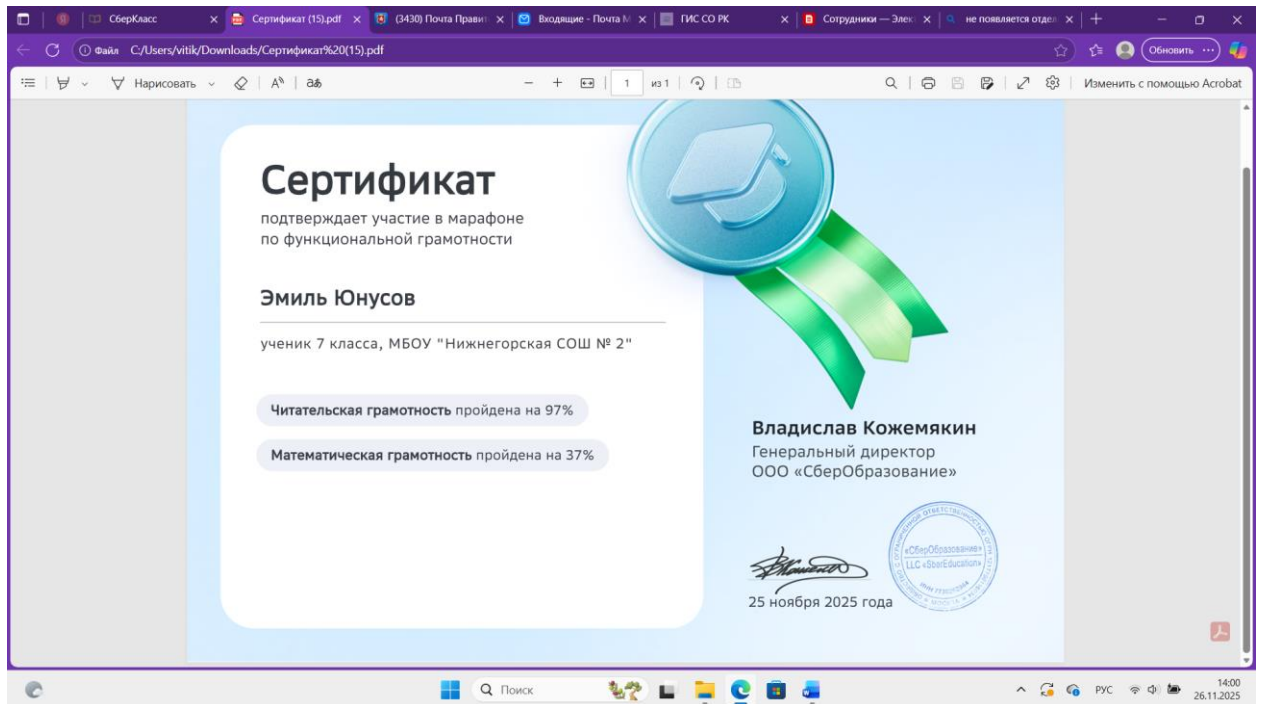 СберКласс
Сертификат (15).pdf
(3430) Почта Прави
Входящие - Почта М
ГИС СО РК
Сотрудники — Элек
не появляется отдел
Файл C:/Users/vitik/Downloads/Сертификат%20(15).pdf
Обновить
Нарисовать
1 из 1
Изменить с помощью Acrobat
Сертификат
подтверждает участие в марафоне
по функциональной грамотности
Эмиль Юнусов
ученик 7 класса, МБОУ "Нижнегорская СОШ № 2"
Читательская грамотность пройдена на 97%
Математическая грамотность пройдена на 37%
Владислав Кожемякин
Генеральный директор
ООО «СберОбразование»
«СберОбразование»
LLC «SberEducation»
25 ноября 2025 года
Поиск
РУС
14:00
26.11.2025